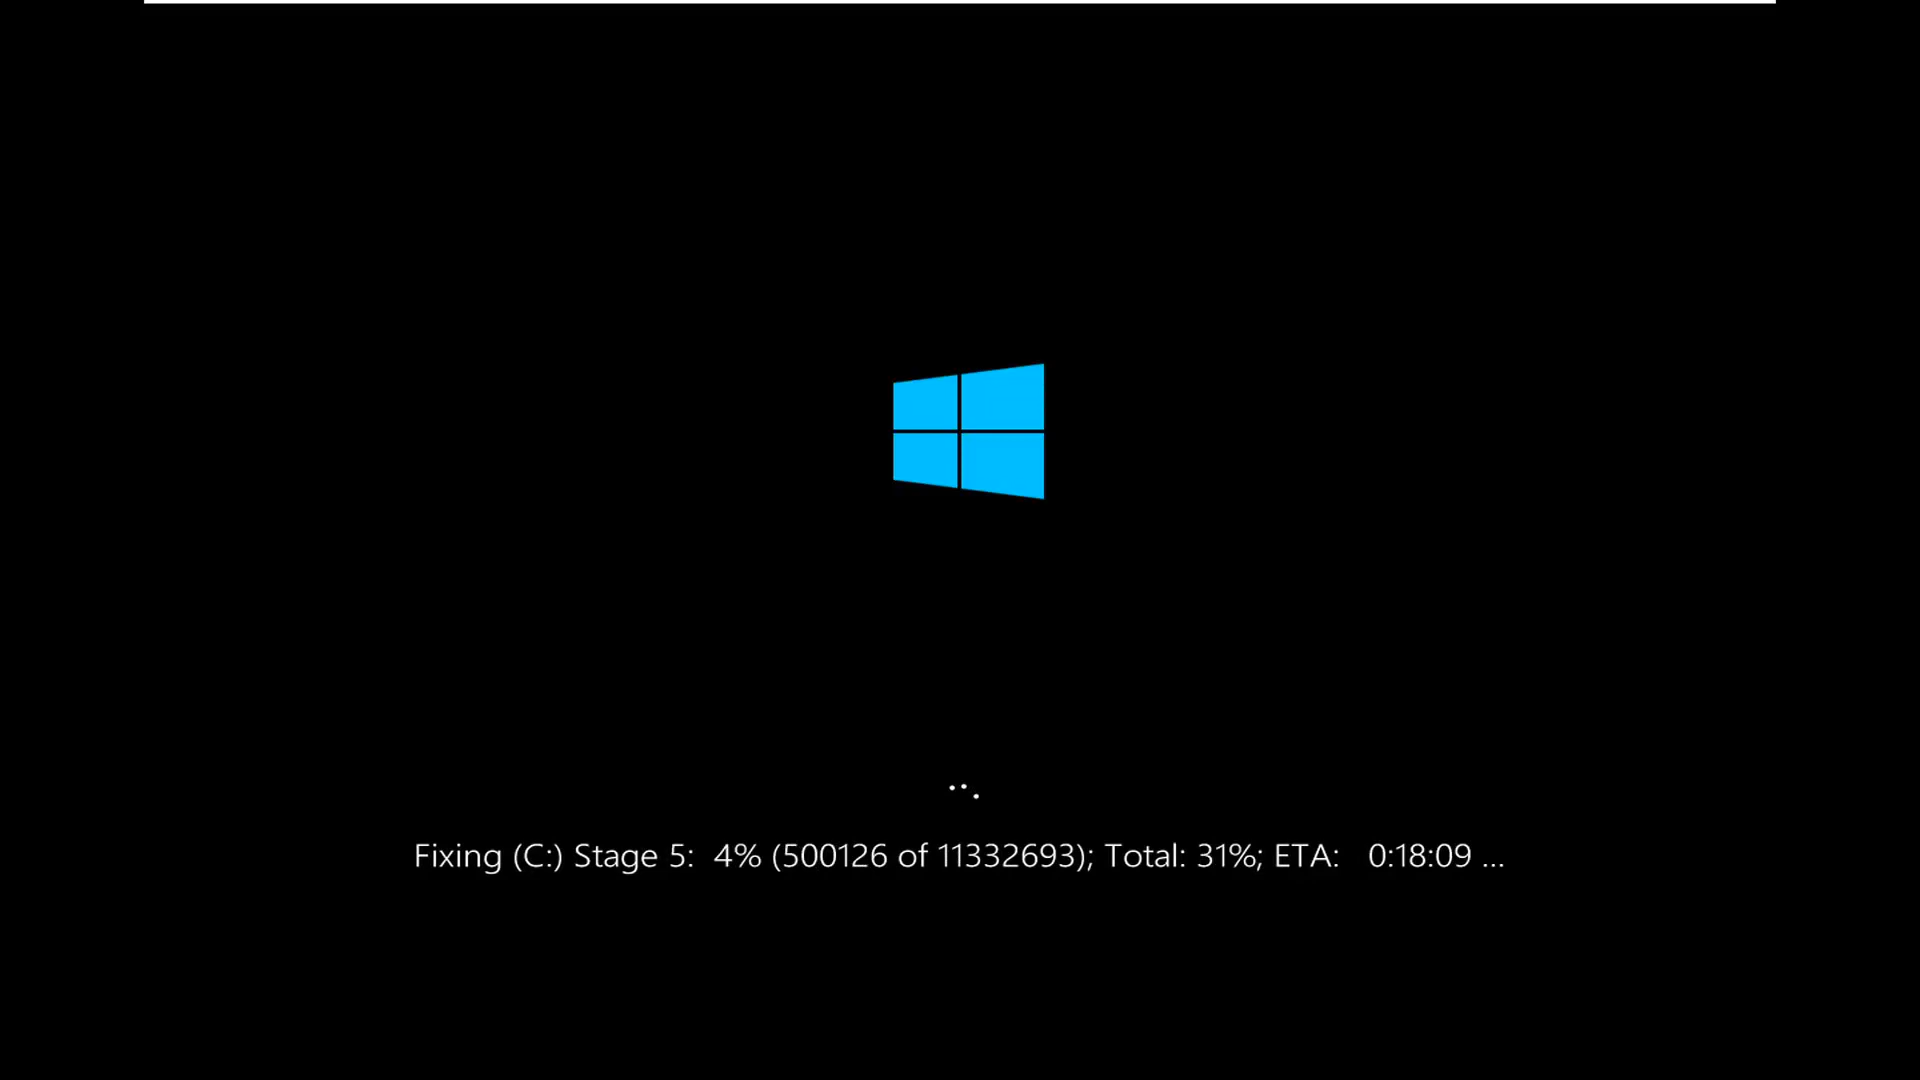 Fixing (C:) Stage 5:  4% (500126 of 11332693); Total: 31%; ETA:   0:18:09 ...